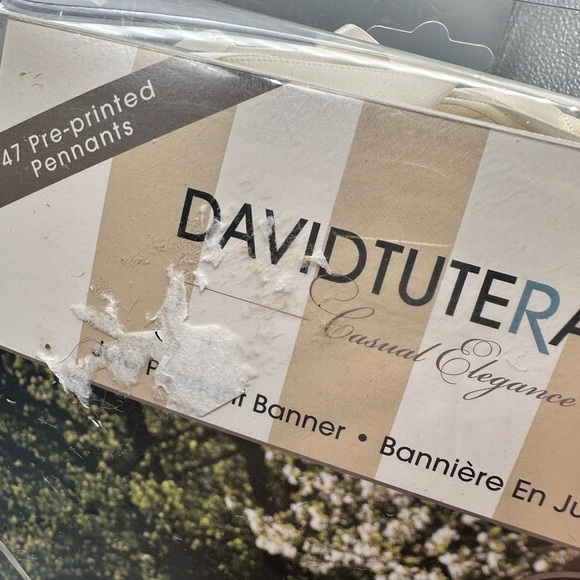 47 Pre-printed
Pennants
DAVIDTUTERA
Casual Elegance
Banner • Bannière En Ju